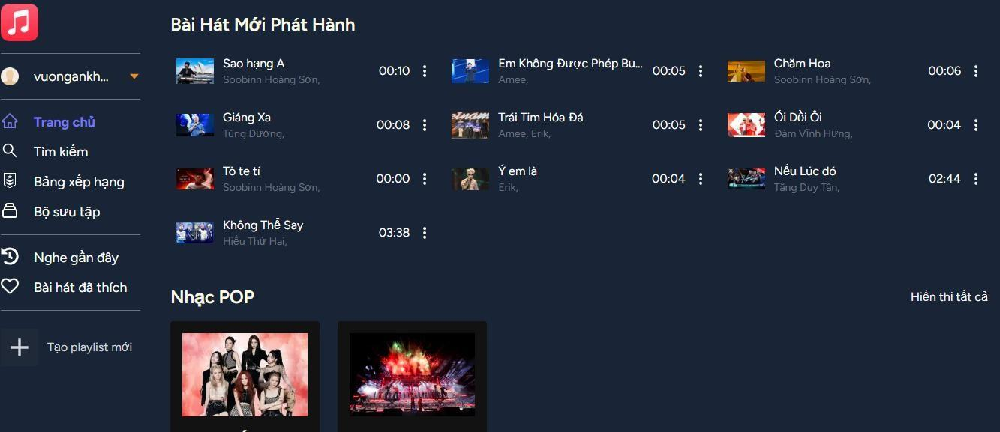 Bài Hát Mới Phát Hành
vuongankh...
Trang chủ
Tìm kiếm
Bảng xếp hạng
Bộ sưu tập
Nghe gần đây
Bài hát đã thích
Tạo playlist mới
Sao hạng A
Soobinn Hoàng Sơn,
00:10
Em Không Được Phép Bu...
Amee,
00:05
Chăm Hoa
Soobinn Hoàng Sơn,
00:06
Giáng Xa
Tùng Dương,
00:08
Trái Tim Hóa Đá
Amee, Erik,
00:05
Ối Dồi Ôi
Đàm Vĩnh Hưng,
00:04
Tò te tí
Soobinn Hoàng Sơn,
00:00
Ý em là
Erik,
00:04
Nếu Lúc đó
Tăng Duy Tân,
02:44
Không Thể Say
Hiếu Thứ Hai,
03:38
Nhạc POP
Hiển thị tất cả